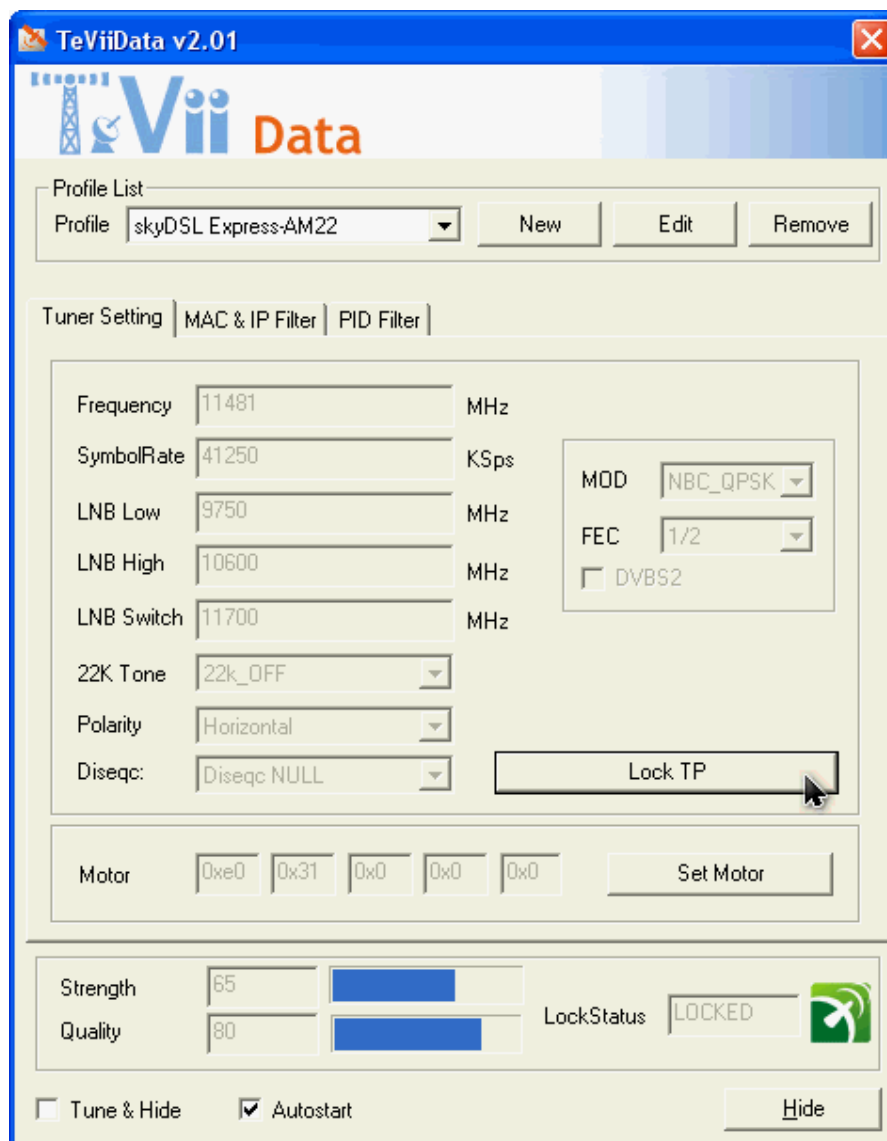 TeViiData v2.01
TeVii Data
Profile List
Profile skyDSL Express-AM22 New Edit Remove
Tuner Setting MAC & IP Filter PID Filter
Frequency 11481 MHz
SymbolRate 41250 KSps
MOD NBC_QPSK
LNB Low 9750 MHz
FEC 1/2
LNB High 10600 MHz
DVBS2
LNB Switch 11700 MHz
22K Tone 22k_OFF
Polarity Horizontal
Diseqc: Diseqc NULL Lock TP
Motor 0xe0 0x31 0x0 0x0 0x0 Set Motor
Strength 65
LockStatus LOCKED
Quality 80
Tune & Hide Autostart Hide